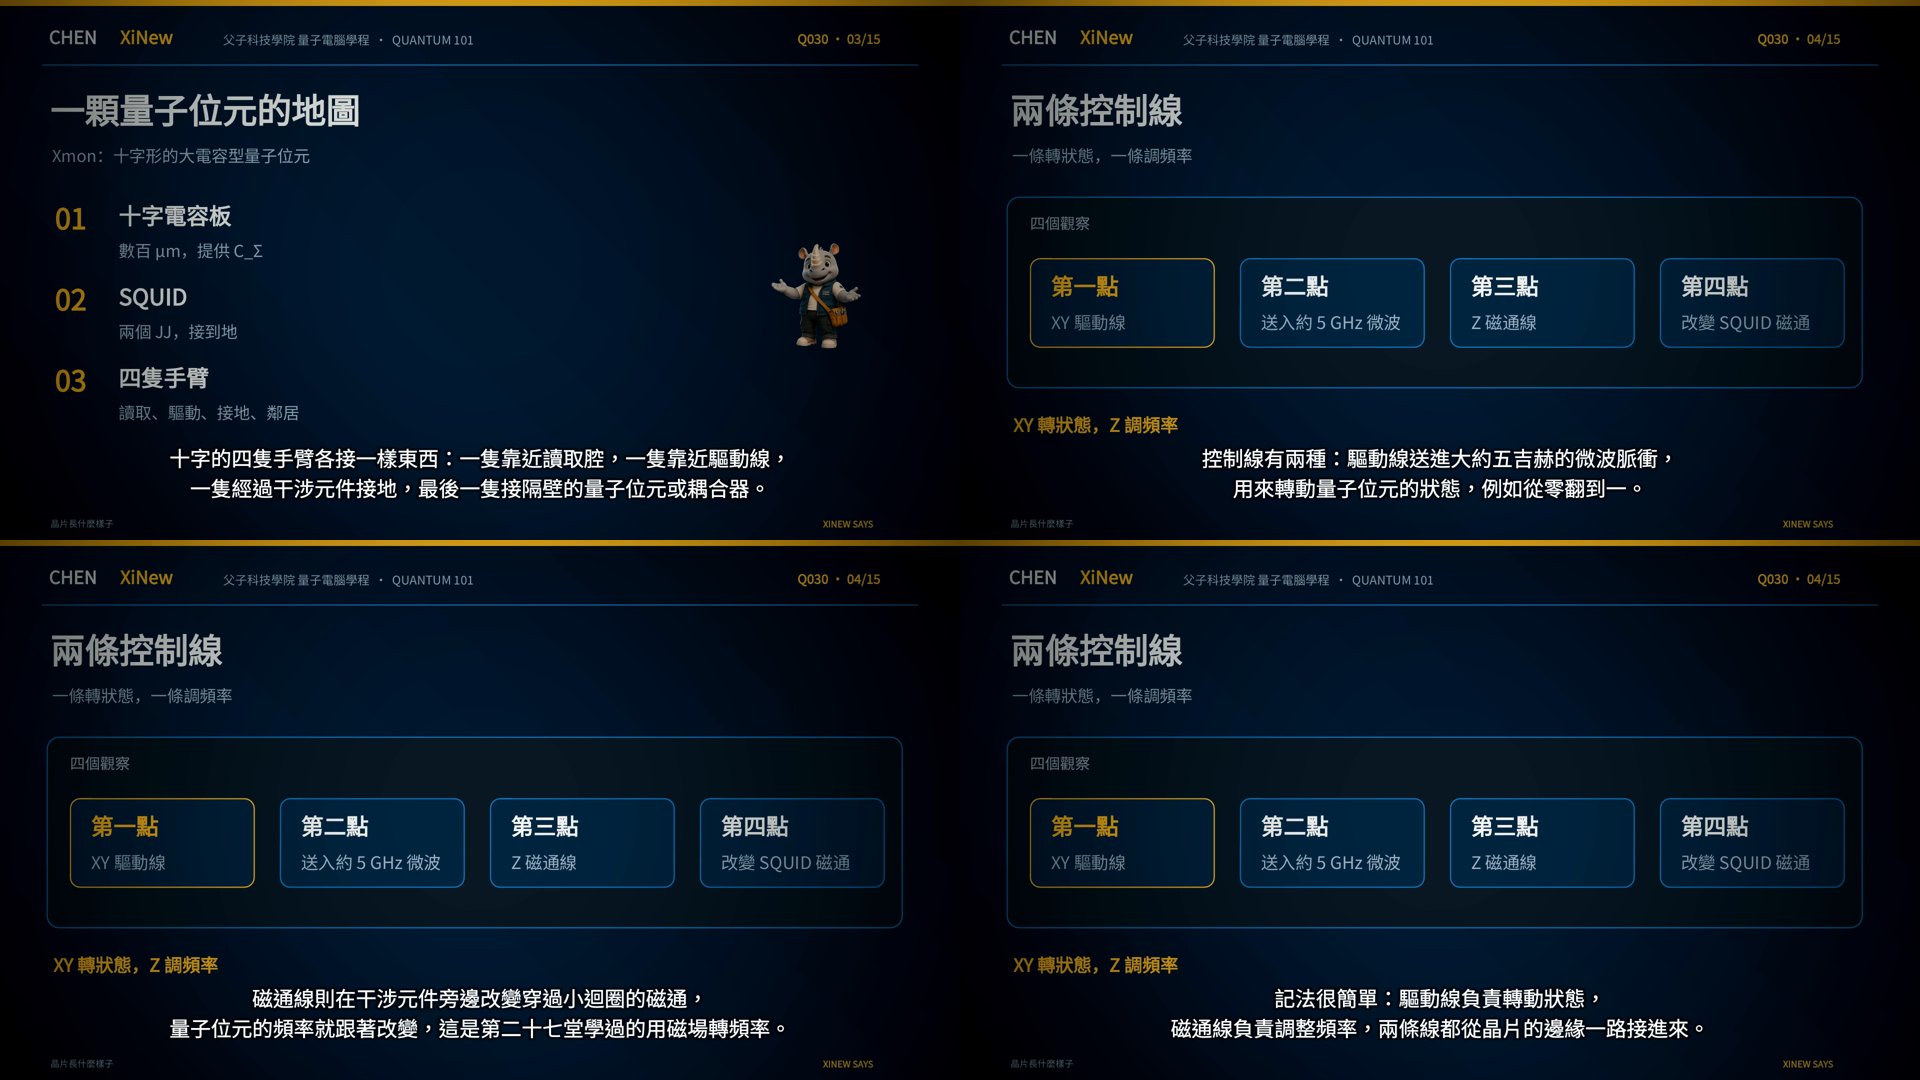 CHEN XiNew 父子科技學院 量子電腦學程 · QUANTUM 101 Q030 · 03/15
一顆量子位元的地圖
Xmon：十字形的大電容型量子位元
01 十字電容板
數百 μm，提供 C_Σ
02 SQUID
兩個 JJ，接到地
03 四隻手臂
讀取、驅動、接地、鄰居
十字的四隻手臂各接一樣東西：一隻靠近讀取腔，一隻靠近驅動線，
一隻經過干涉元件接地，最後一隻接隔壁的量子位元或耦合器。
晶片長什麼樣子 XINEW SAYS
CHEN XiNew 父子科技學院 量子電腦學程 · QUANTUM 101 Q030 · 04/15
兩條控制線
一條轉狀態，一條調頻率
四個觀察
第一點 第二點 第三點 第四點
XY 驅動線 送入約 5 GHz 微波 Z 磁通線 改變 SQUID 磁通
XY 轉狀態，Z 調頻率
控制線有兩種：驅動線送進大約五吉赫的微波脈衝，
用來轉動量子位元的狀態，例如從零翻到一。
晶片長什麼樣子 XINEW SAYS
CHEN XiNew 父子科技學院 量子電腦學程 · QUANTUM 101 Q030 · 04/15
兩條控制線
一條轉狀態，一條調頻率
四個觀察
第一點 第二點 第三點 第四點
XY 驅動線 送入約 5 GHz 微波 Z 磁通線 改變 SQUID 磁通
XY 轉狀態，Z 調頻率
磁通線則在干涉元件旁邊改變穿過小迴圈的磁通，
量子位元的頻率就跟著改變，這是第二十七堂學過的用磁場轉頻率。
晶片長什麼樣子 XINEW SAYS
CHEN XiNew 父子科技學院 量子電腦學程 · QUANTUM 101 Q030 · 04/15
兩條控制線
一條轉狀態，一條調頻率
四個觀察
第一點 第二點 第三點 第四點
XY 驅動線 送入約 5 GHz 微波 Z 磁通線 改變 SQUID 磁通
XY 轉狀態，Z 調頻率
記法很簡單：驅動線負責轉動狀態，
磁通線負責調整頻率，兩條線都從晶片的邊緣一路接進來。
晶片長什麼樣子 XINEW SAYS